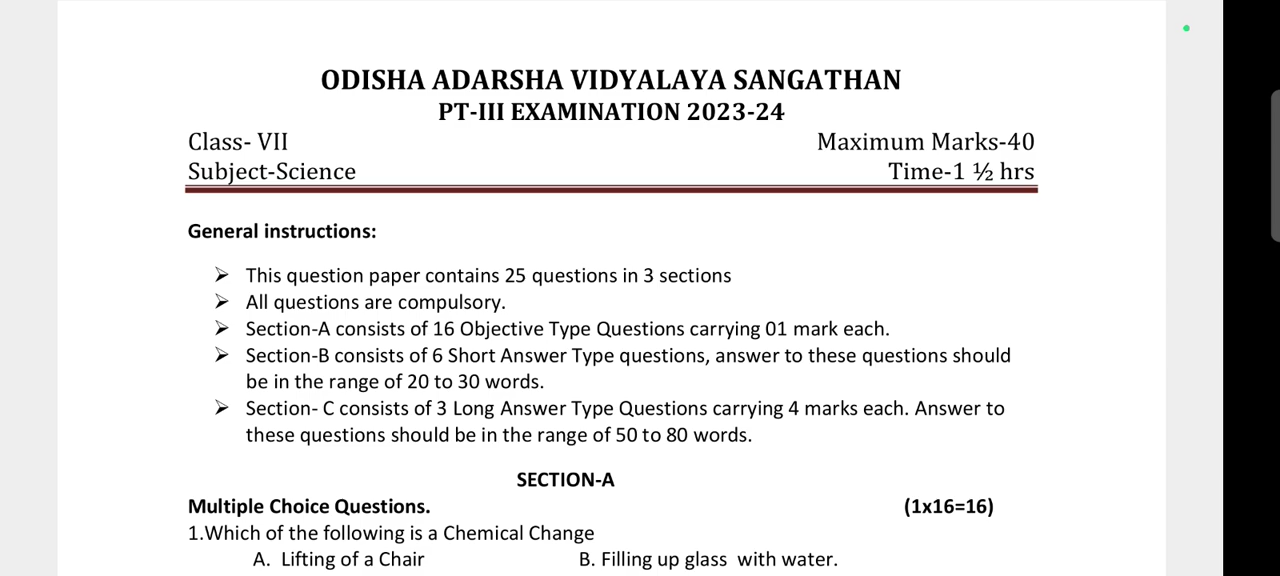 ODISHA ADARSHA VIDYALAYA SANGATHAN
PT-III EXAMINATION 2023-24
Class- VII Maximum Marks-40
Subject-Science Time-1 ½ hrs
General instructions:
➢ This question paper contains 25 questions in 3 sections
➢ All questions are compulsory.
➢ Section-A consists of 16 Objective Type Questions carrying 01 mark each.
➢ Section-B consists of 6 Short Answer Type questions, answer to these questions should
be in the range of 20 to 30 words.
➢ Section- C consists of 3 Long Answer Type Questions carrying 4 marks each. Answer to
these questions should be in the range of 50 to 80 words.
SECTION-A
Multiple Choice Questions. (1x16=16)
1.Which of the following is a Chemical Change
A. Lifting of a Chair B. Filling up glass with water.